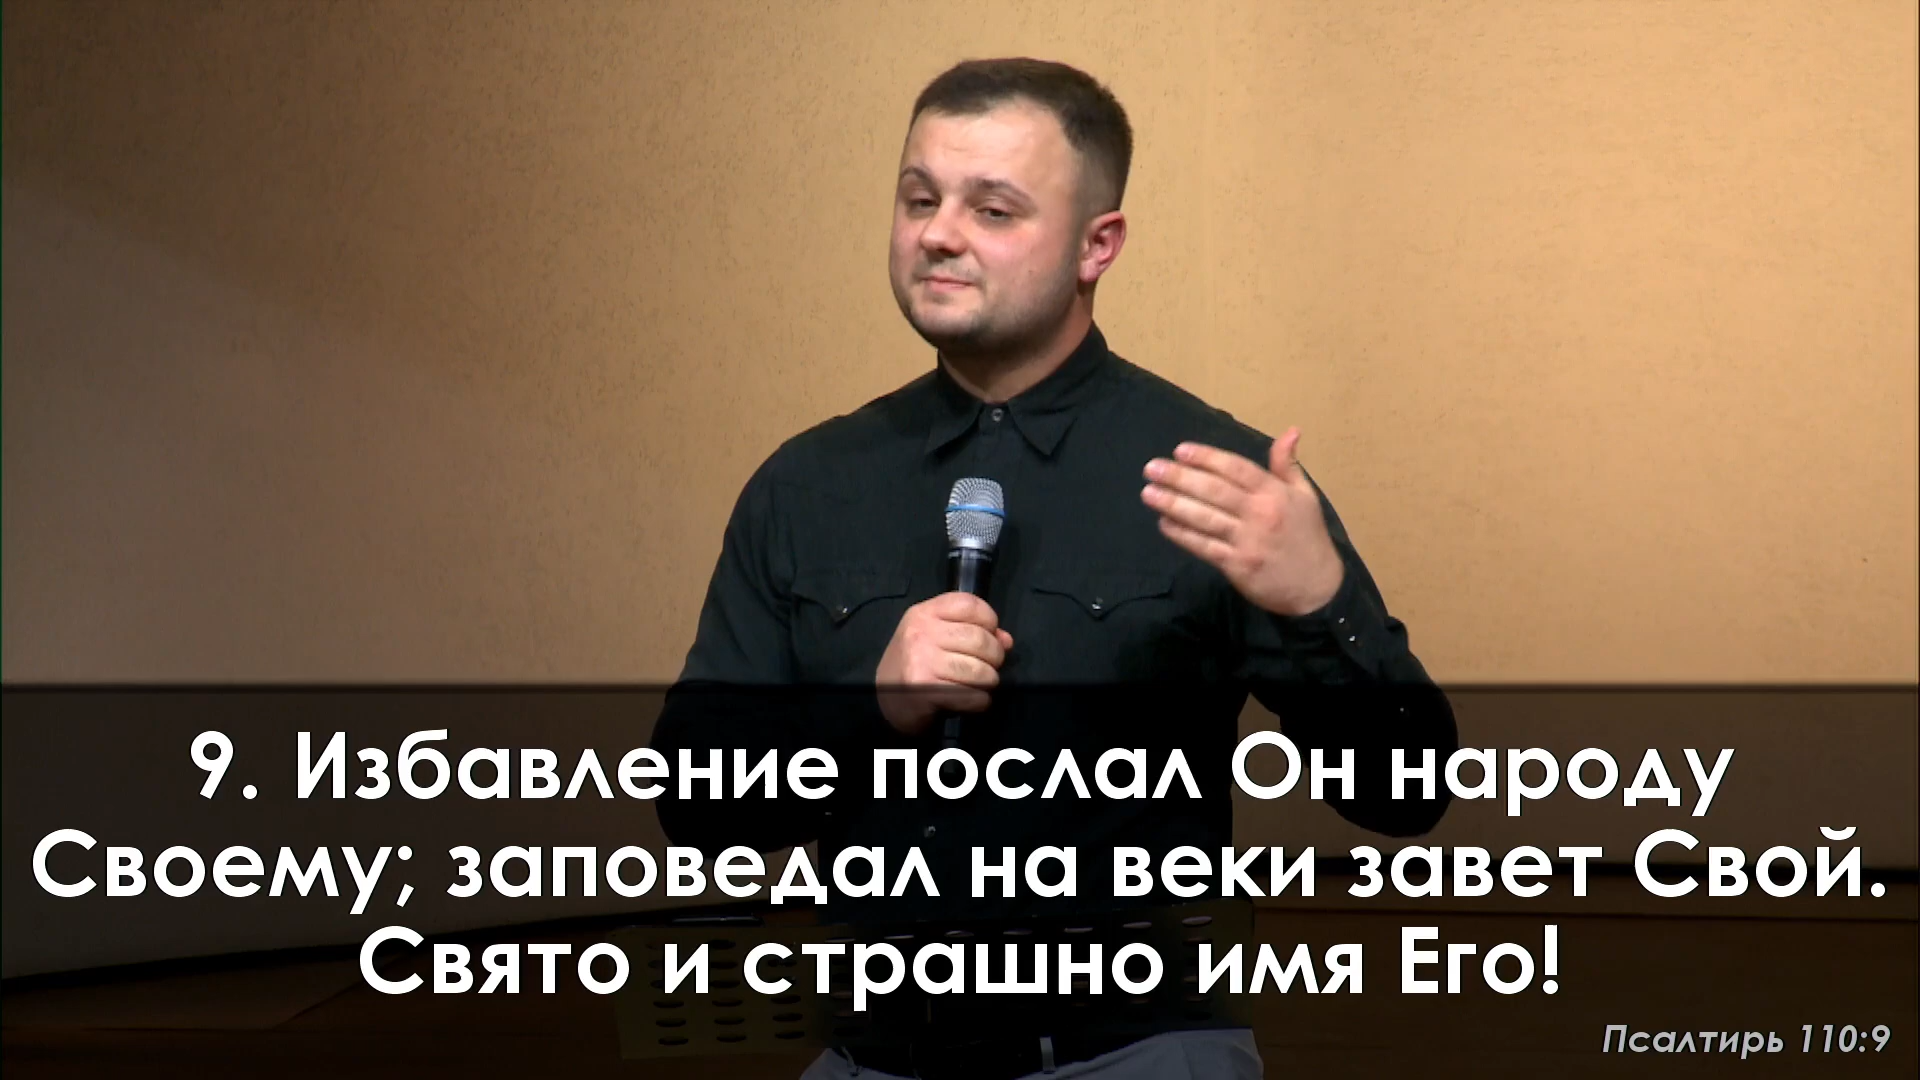 9. Избавление послал Он народу
Своему; заповедал на веки завет Свой.
Свято и страшно имя Его!
Псалтирь 110:9